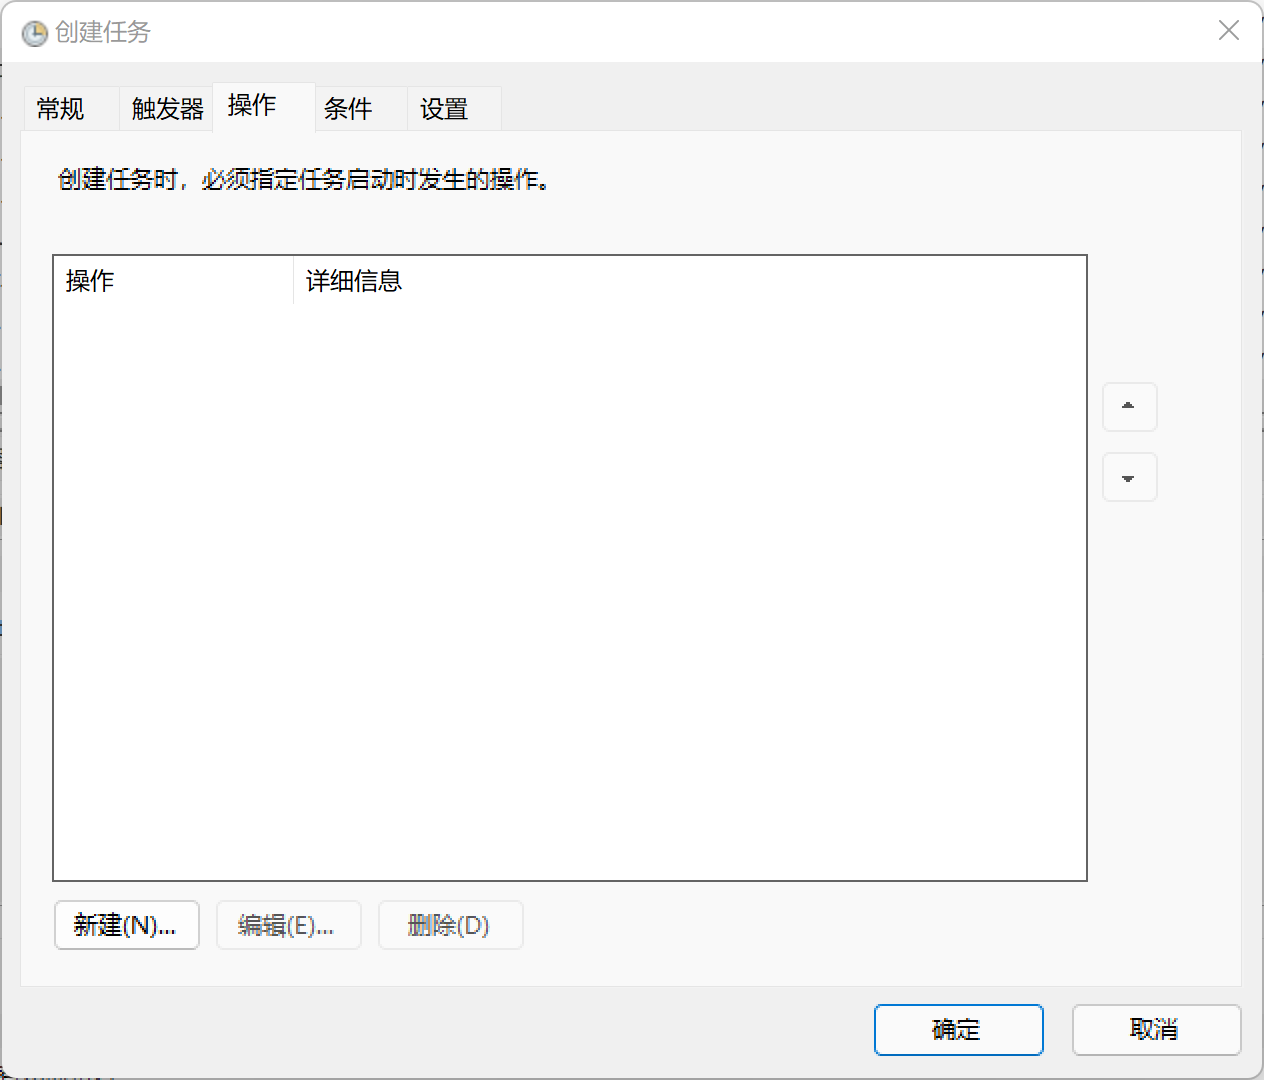 创建任务
常规 触发器 操作 条件 设置
创建任务时，必须指定任务启动时发生的操作。
操作 详细信息
新建(N)... 编辑(E)... 删除(D)
确定 取消